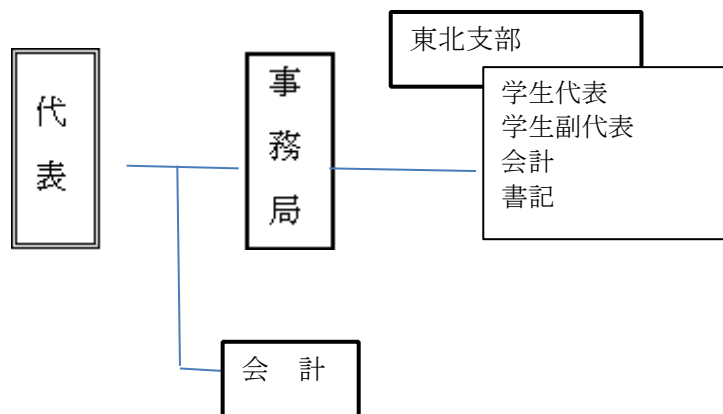 代表
事務局
東北支部
学生代表
学生副代表
会計
書記
会　計